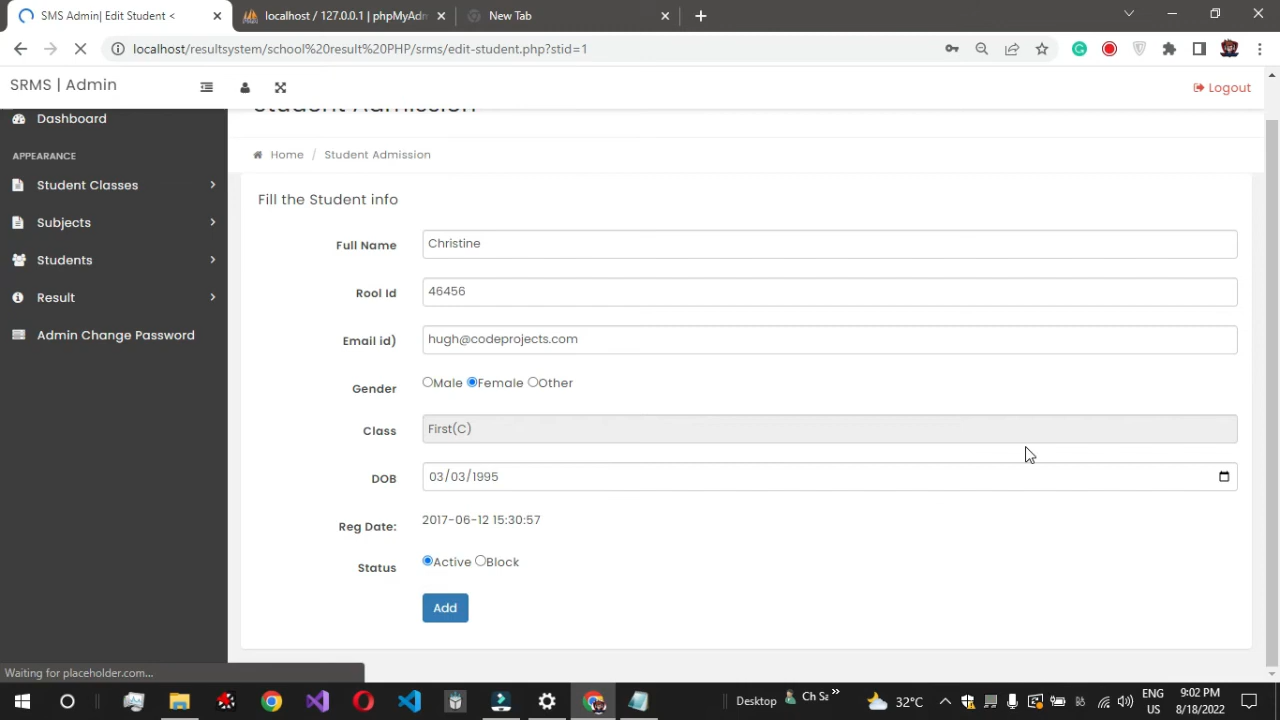 SMS Admin| Edit Student <
localhost / 127.0.0.1 | phpMyAdm
New Tab
localhost/resultsystem/school%20result%20PHP/srms/edit-student.php?stid=1
SRMS | Admin
Logout
Student Admission
Dashboard
Home / Student Admission
APPEARANCE
Student Classes
Subjects
Students
Result
Admin Change Password
Fill the Student info
Full Name Christine
Rool Id 46456
Email id) hugh@codeprojects.com
Gender Male Female Other
Class First(C)
DOB 03/03/1995
Reg Date: 2017-06-12 15:30:57
Status Active Block
Add
Waiting for placeholder.com...
Desktop
Ch Sa
32°C
ENG
US
9:02 PM
8/18/2022